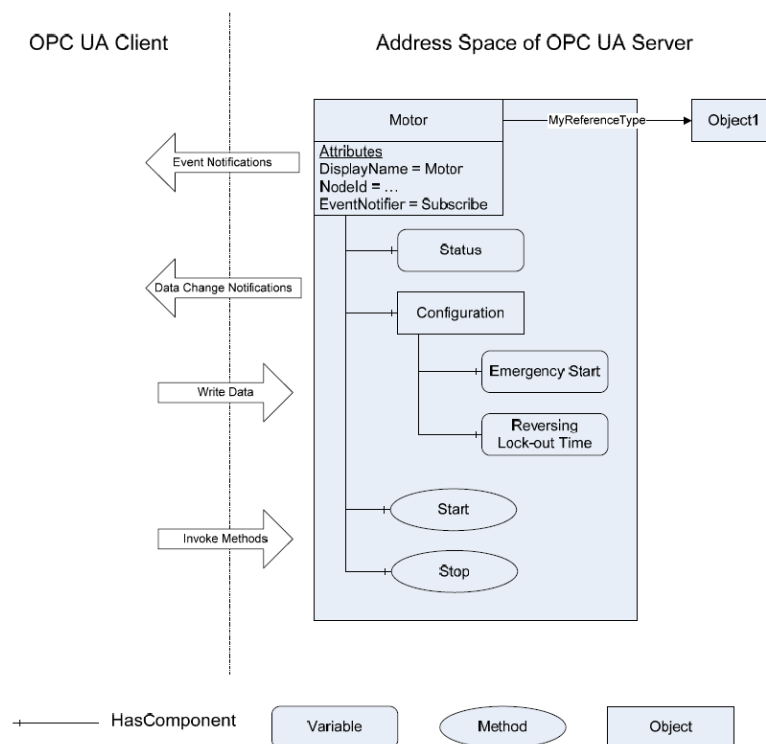 OPC UA Client
Address Space of OPC UA Server
Motor
MyReferenceType
Object1
Attributes
DisplayName = Motor
NodeId = ...
EventNotifier = Subscribe
Event Notifications
Status
Data Change Notifications
Configuration
Emergency Start
Write Data
Reversing
Lock-out Time
Start
Invoke Methods
Stop
HasComponent
Variable
Method
Object